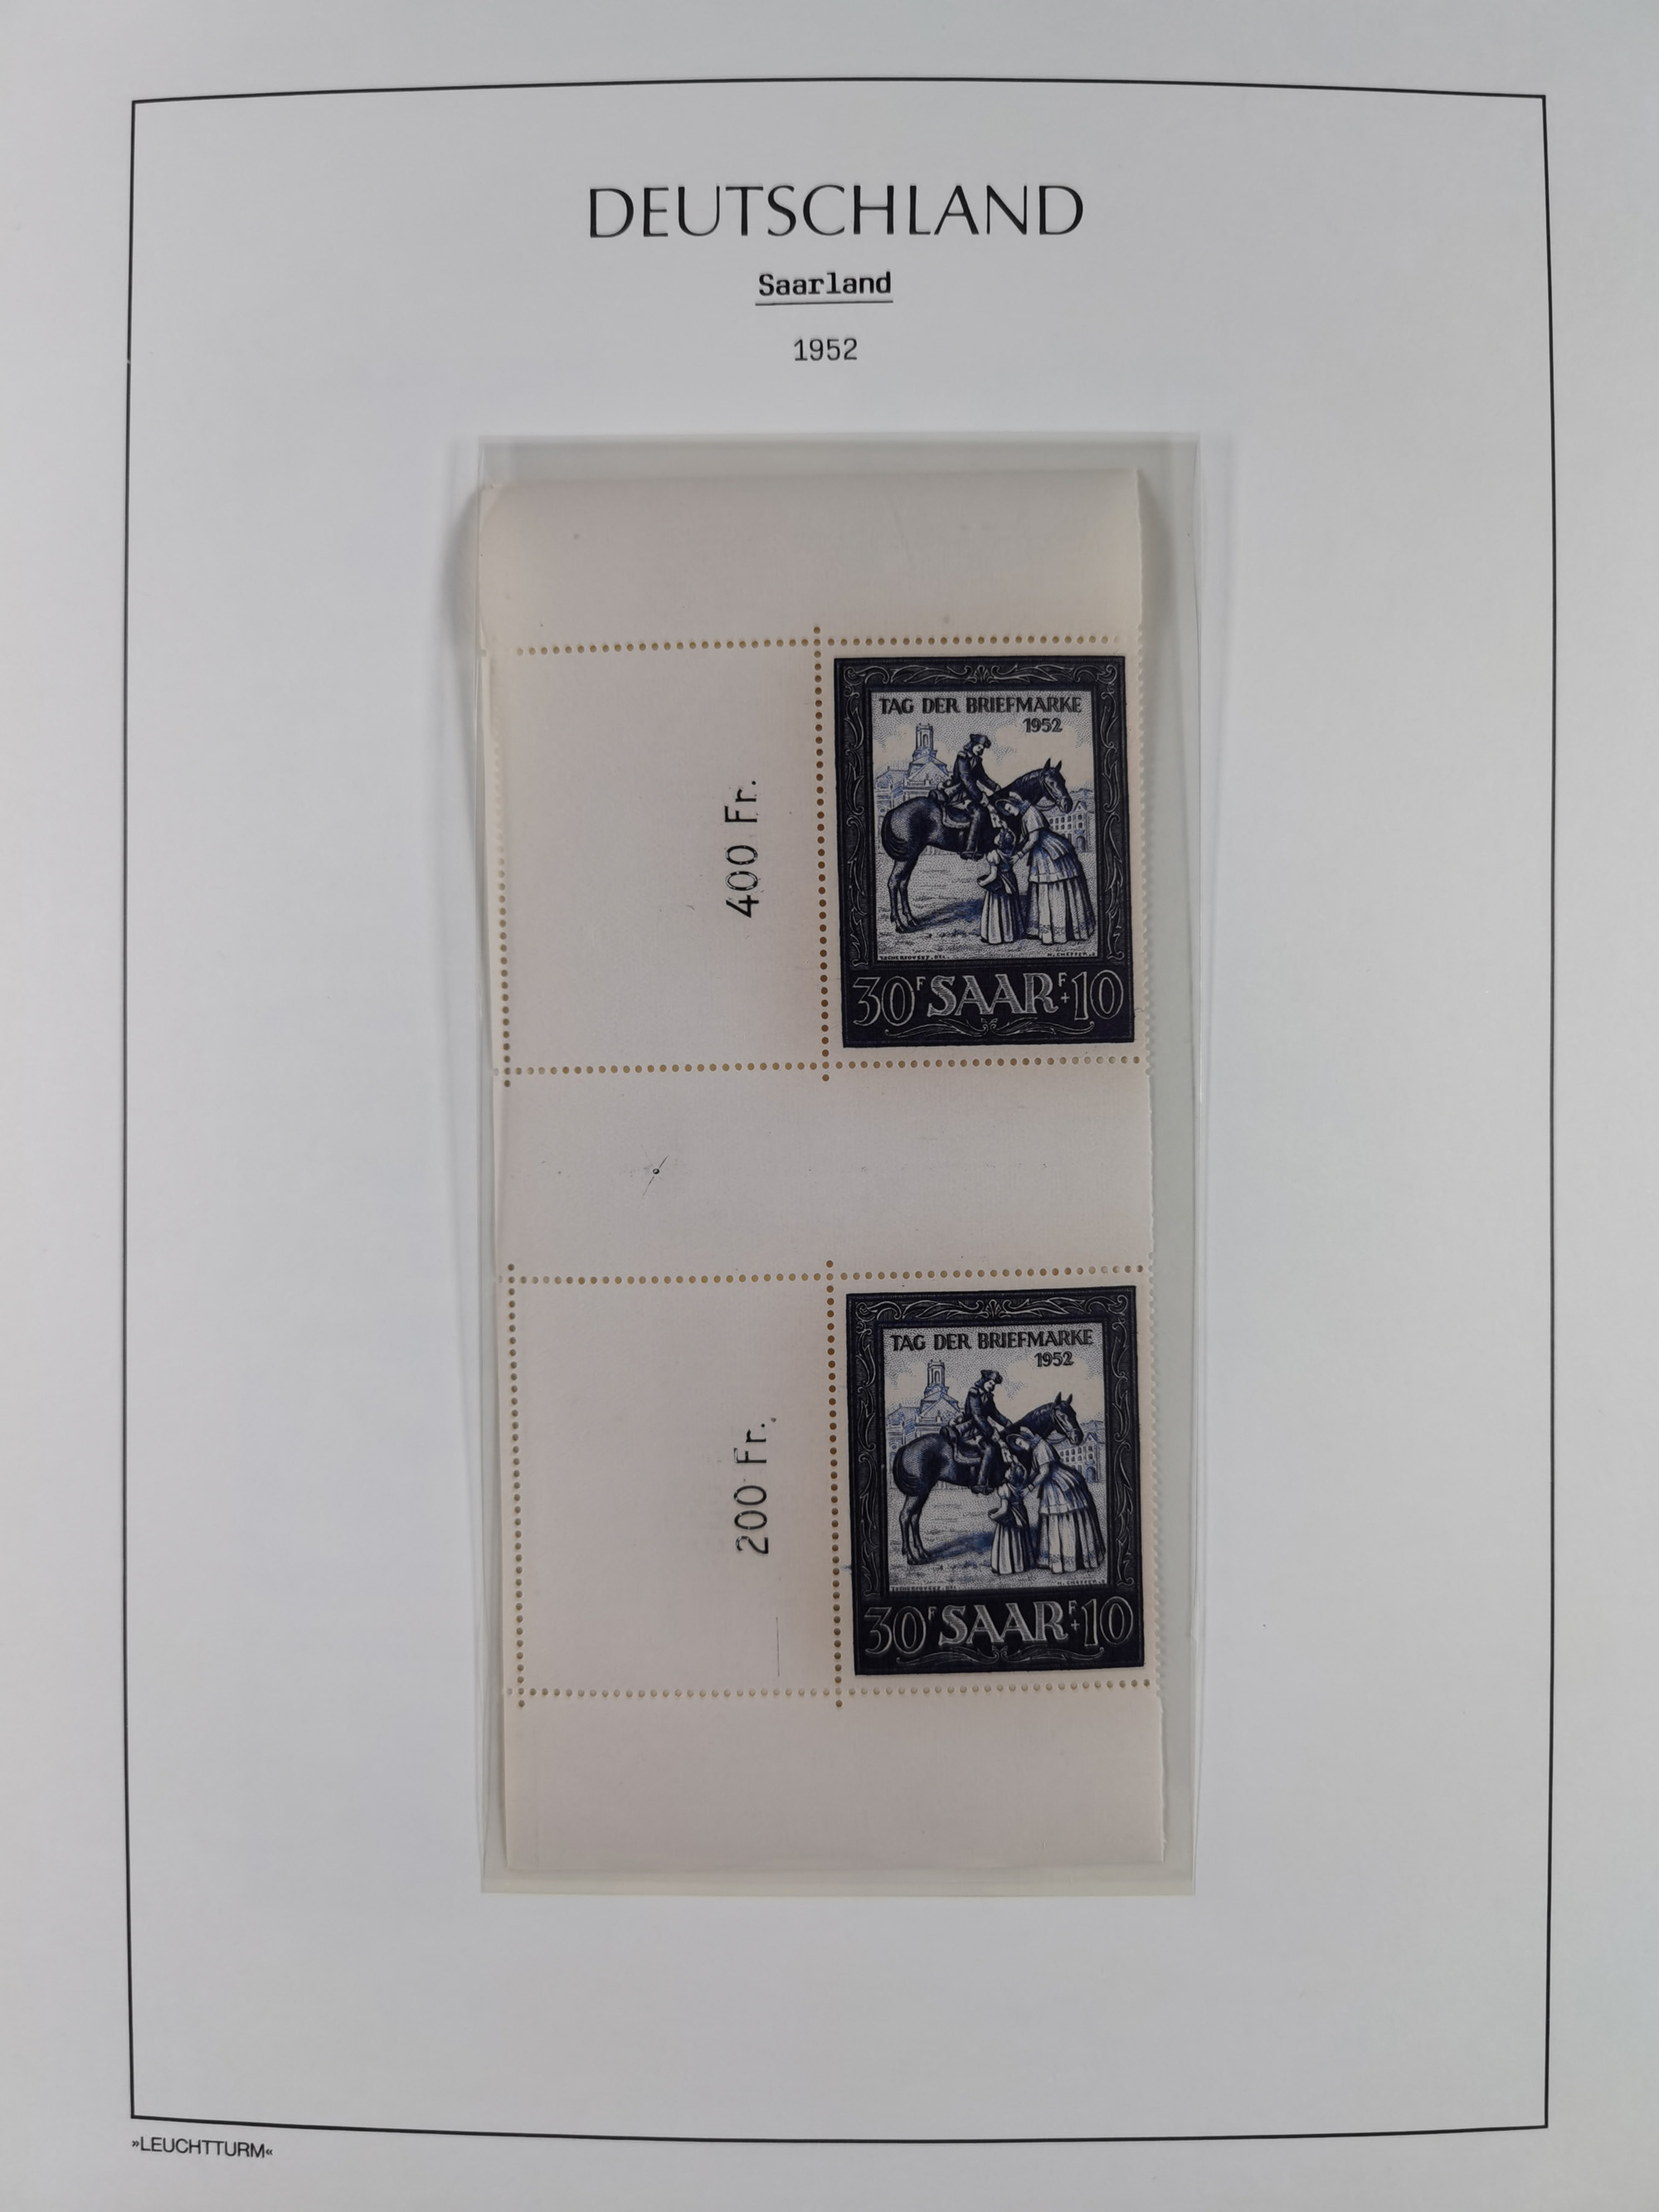 DEUTSCHLAND
Saarland
1952
400 Fr.
TAG DER BRIEFMARKE
1952
30F SAAR F+10
200 Fr.
TAG DER BRIEFMARKE
1952
30F SAAR F+10
»LEUCHTTURM«